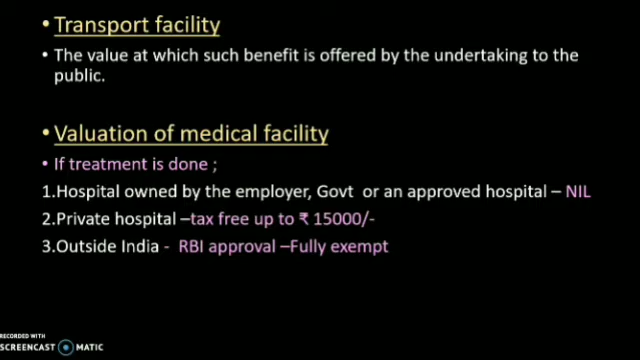 • Transport facility
• The value at which such benefit is offered by the undertaking to the
public.
• Valuation of medical facility
• If treatment is done ;
1.Hospital owned by the employer, Govt or an approved hospital – NIL
2.Private hospital –tax free up to ₹ 15000/-
3.Outside India - RBI approval –Fully exempt
RECORDED WITH
SCREENCAST MATIC